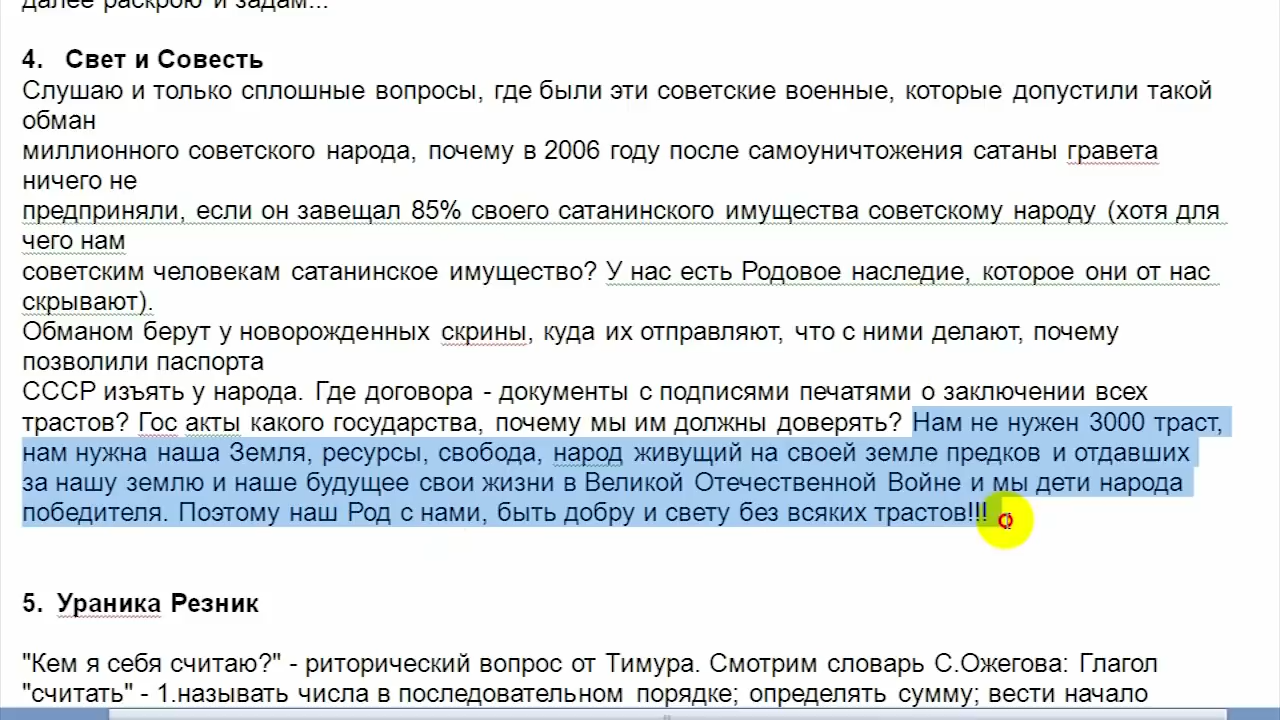 далее раскрою и задам...
4. Свет и Совесть
Слушаю и только сплошные вопросы, где были эти советские военные, которые допустили такой
обман
миллионного советского народа, почему в 2006 году после самоуничтожения сатаны гравета
ничего не
предприняли, если он завещал 85% своего сатанинского имущества советскому народу (хотя для
чего нам
советским человекам сатанинское имущество? У нас есть Родовое наследие, которое они от нас
скрывают).
Обманом берут у новорожденных скрины, куда их отправляют, что с ними делают, почему
позволили паспорта
СССР изъять у народа. Где договора - документы с подписями печатями о заключении всех
трастов? Гос акты какого государства, почему мы им должны доверять? Нам не нужен 3000 траст,
нам нужна наша Земля, ресурсы, свобода, народ живущий на своей земле предков и отдавших
за нашу землю и наше будущее свои жизни в Великой Отечественной Войне и мы дети народа
победителя. Поэтому наш Род с нами, быть добру и свету без всяких трастов!!!
5. Ураника Резник
"Кем я себя считаю?" - риторический вопрос от Тимура. Смотрим словарь С.Ожегова: Глагол
"считать" - 1.называть числа в последовательном порядке; определять сумму; вести начало